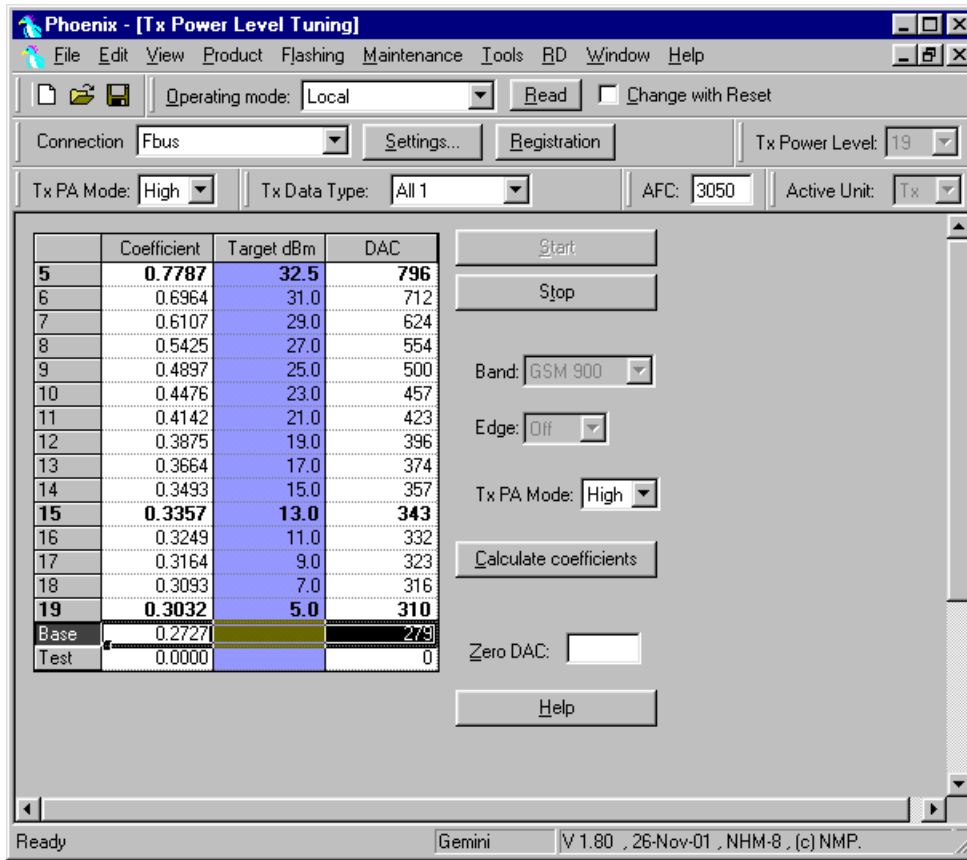 Phoenix - [Tx Power Level Tuning]
File Edit View Product Flashing Maintenance Tools RD Window Help
Operating mode: Local Read Change with Reset
Connection Fbus Settings... Registration Tx Power Level: 19
Tx PA Mode: High Tx Data Type: All 1 AFC: 3050 Active Unit: Tx
Coefficient Target dBm DAC Start
5 0.7787 32.5 796
6 0.6964 31.0 712 Stop
7 0.6107 29.0 624
8 0.5425 27.0 554
9 0.4897 25.0 500 Band: GSM 900
10 0.4476 23.0 457
11 0.4142 21.0 423 Edge: Off
12 0.3875 19.0 396
13 0.3664 17.0 374
14 0.3493 15.0 357 Tx PA Mode: High
15 0.3357 13.0 343
16 0.3249 11.0 332
17 0.3164 9.0 323 Calculate coefficients
18 0.3093 7.0 316
19 0.3032 5.0 310
Base 0.2727 279
Test 0.0000 0 Zero DAC:
Help
Ready Gemini V 1.80 , 26-Nov-01 , NHM-8 , (c) NMP.